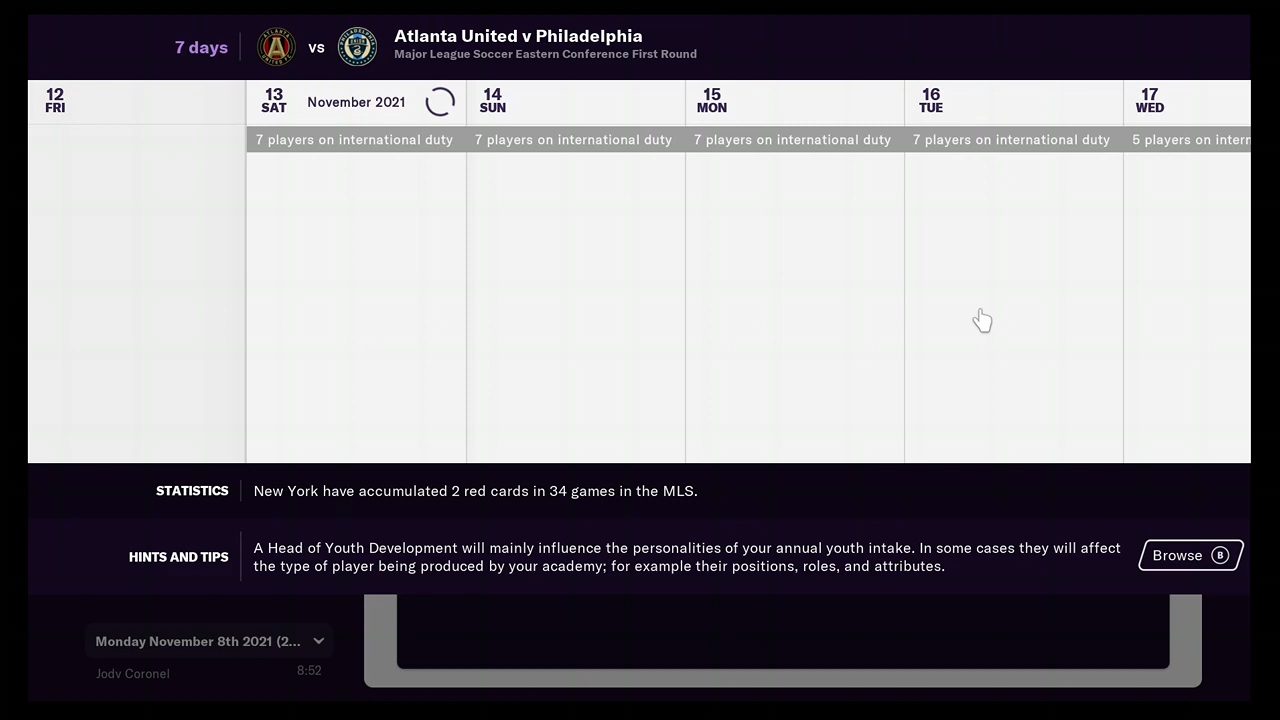 7 days
vs
Atlanta United v Philadelphia
Major League Soccer Eastern Conference First Round
12
FRI
13
SAT
November 2021
14
SUN
15
MON
16
TUE
17
WED
7 players on international duty
7 players on international duty
7 players on international duty
7 players on international duty
5 players on intern
STATISTICS
New York have accumulated 2 red cards in 34 games in the MLS.
HINTS AND TIPS
A Head of Youth Development will mainly influence the personalities of your annual youth intake. In some cases they will affect
the type of player being produced by your academy; for example their positions, roles, and attributes.
Browse B
Monday November 8th 2021 (2...
Jody Coronel
8:52